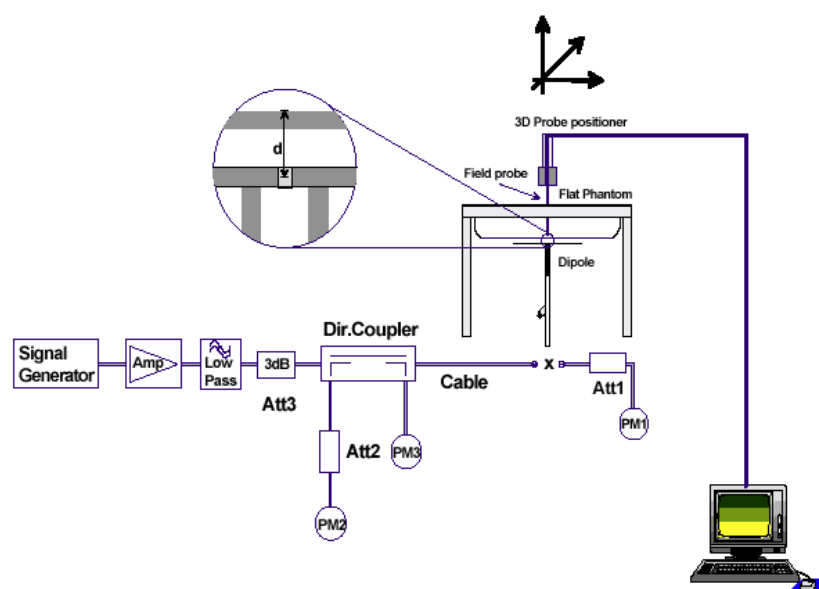 3D Probe positioner
d
Field probe
Flat Phantom
Dipole
Dir.Coupler
Signal
Generator
Amp
Low
Pass
3dB
Cable
x
Att1
Att3
PM1
Att2
PM3
PM2